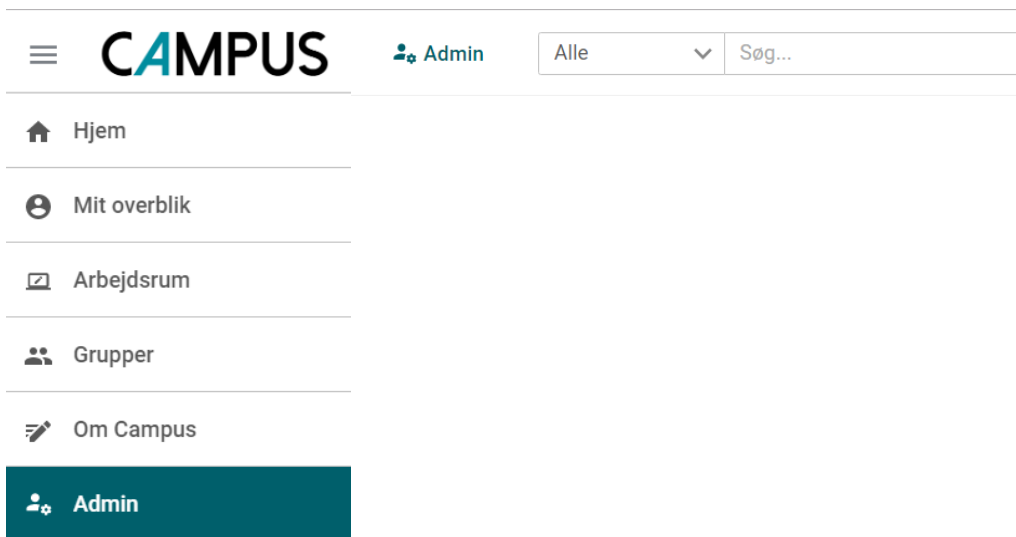 CAMPUS Admin Alle Søg...
Hjem
Mit overblik
Arbejdsrum
Grupper
Om Campus
Admin